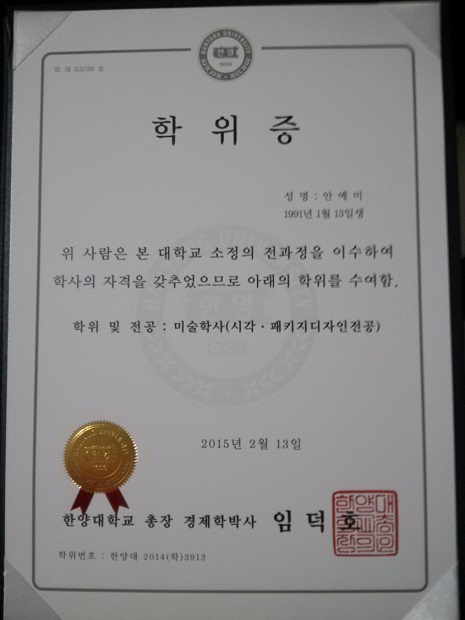 HANYANG UNIVERSITY
한양
1939
학 제 03299 호
학 위 증
성 명 : 안 예 미
1991년 1월 13일생
위 사람은 본 대학교 소정의 전과정을 이수하여
학사의 자격을 갖추었으므로 아래의 학위를 수여함.
학위 및 전공 : 미술학사(시각 · 패키지디자인전공)
한양
1939
2015년 2월 13일
한양대학교 총장 경제학박사 임 덕 호
학위번호 : 한양대 2014(학)3913